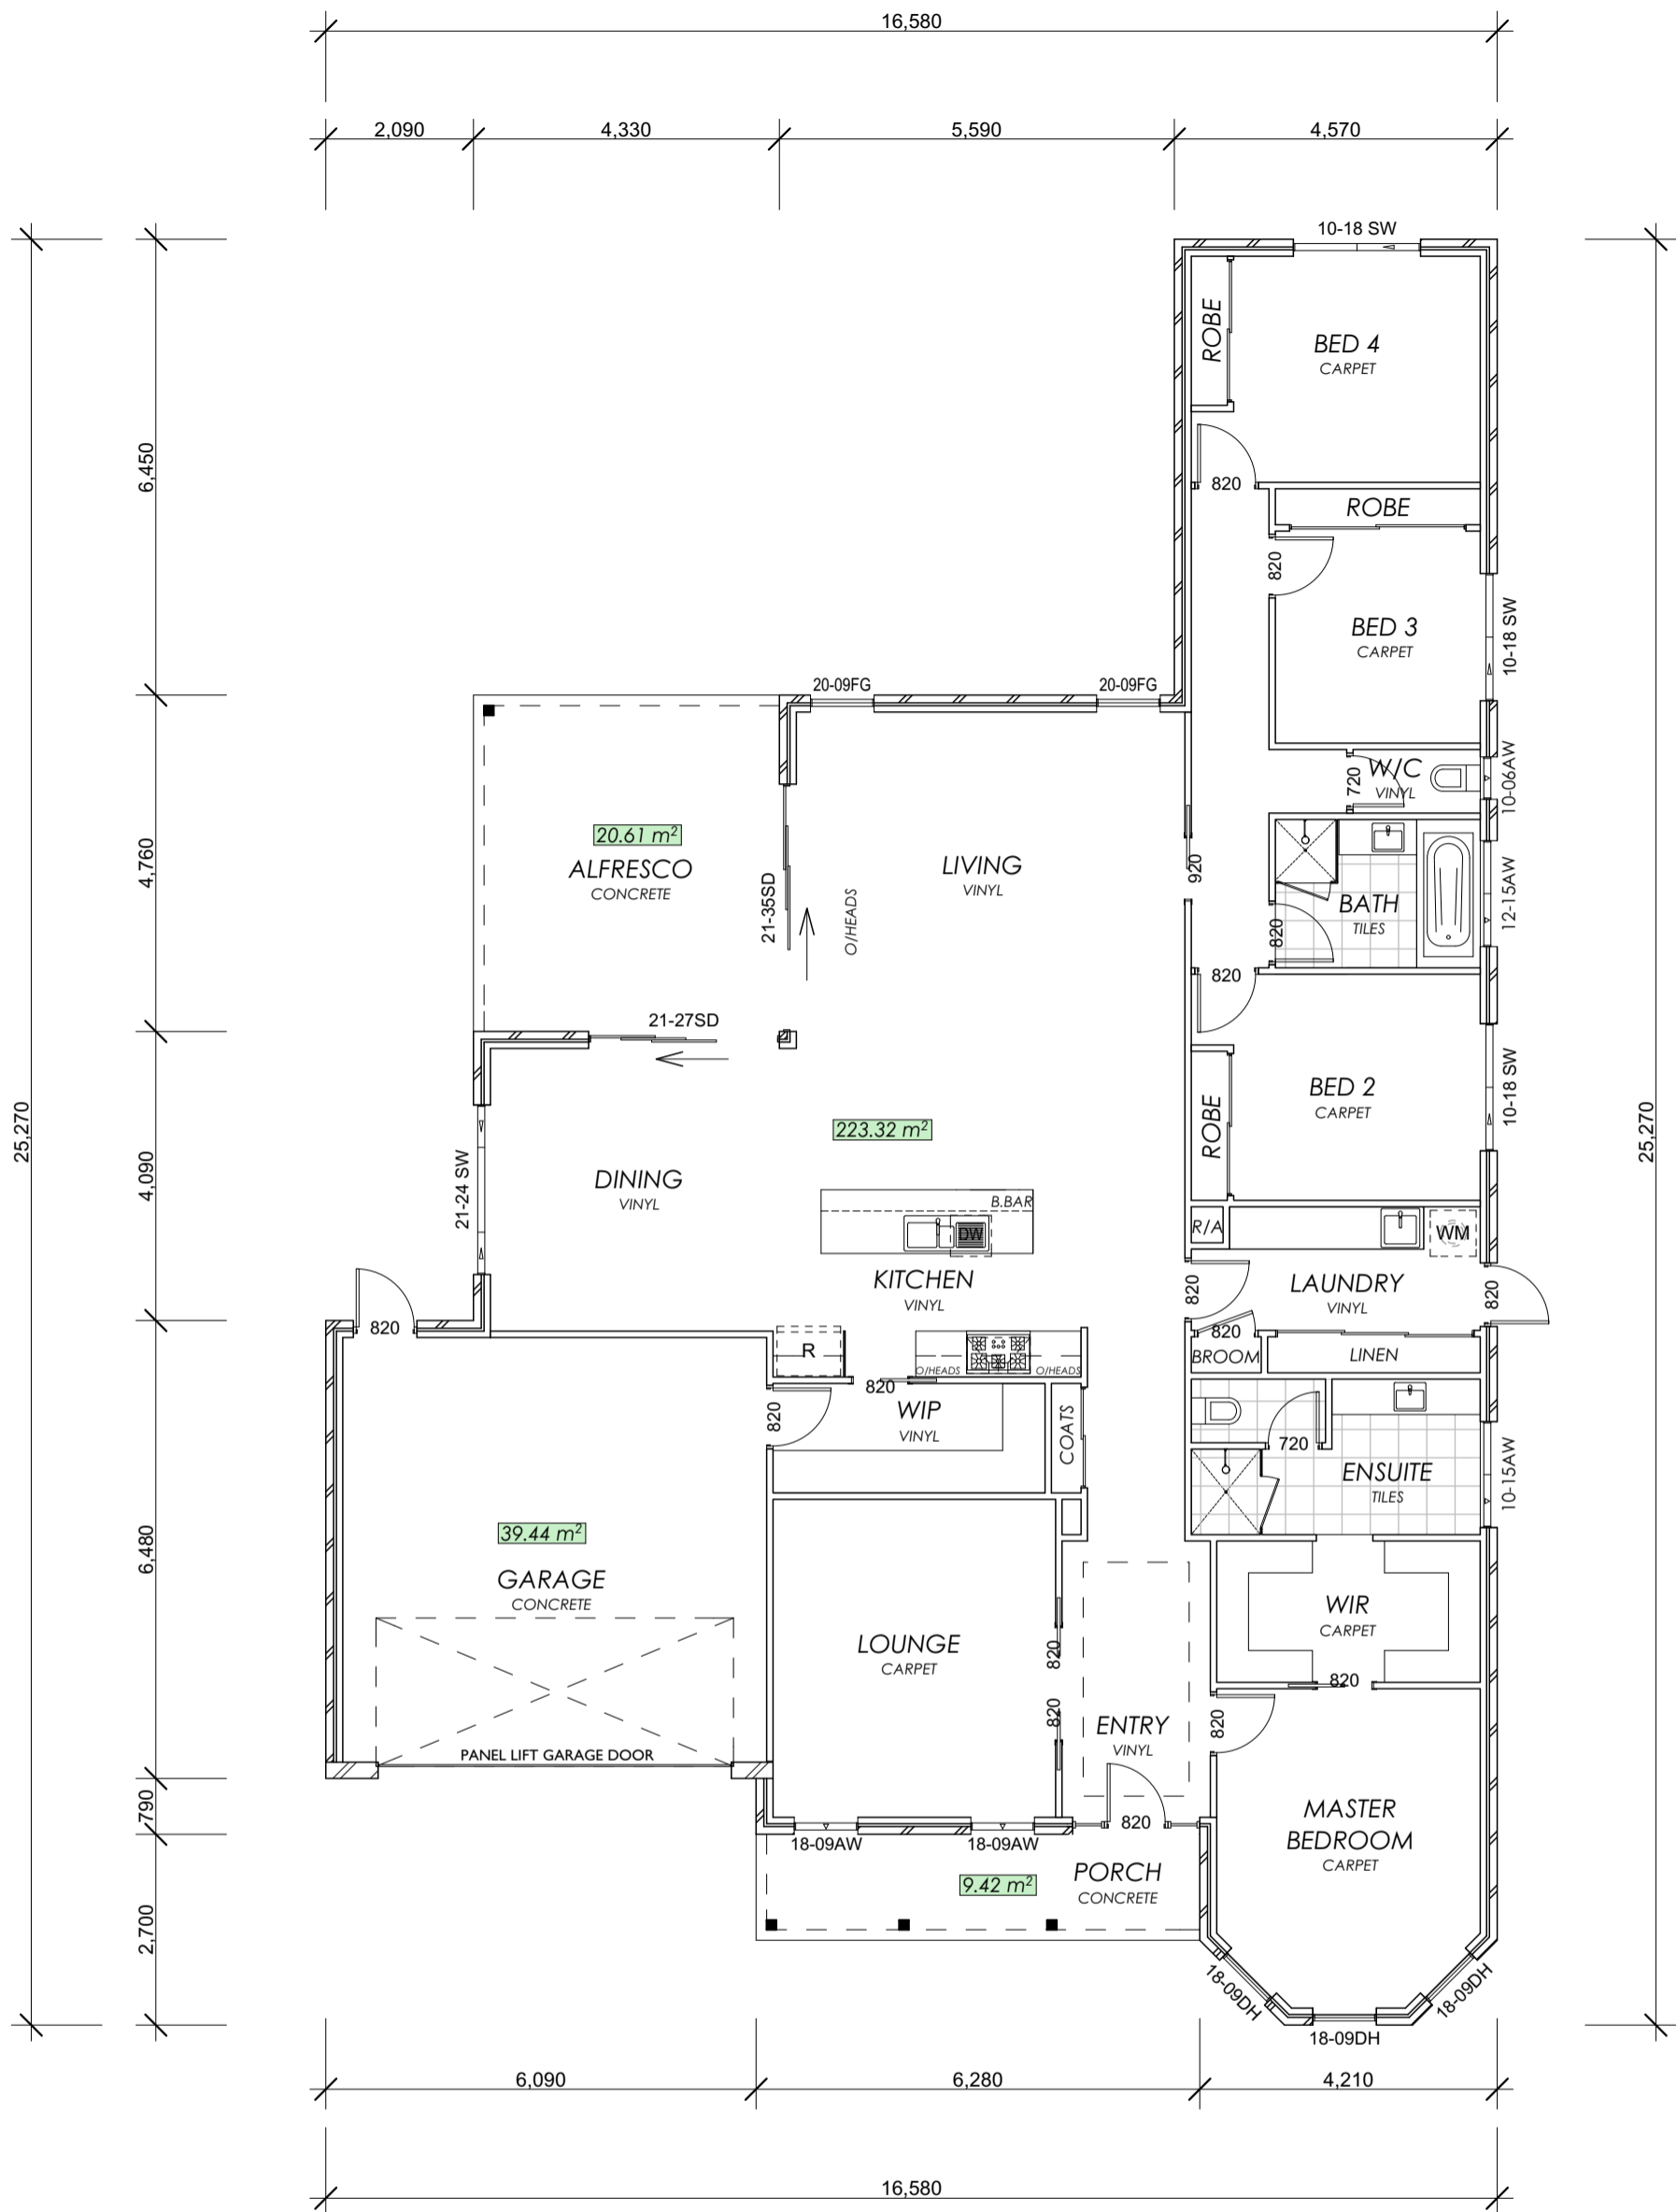 16,580
2,090
4,330
5,590
4,570
10-18 SW
ROBE
BED 4
CARPET
6,450
820
ROBE
820
BED 3
CARPET
10-18 SW
20-09FG
20-09FG
W/C
VINYL
720
10-06AW
20.61 m²
ALFRESCO
CONCRETE
4,760
21-35SD
O/HEADS
LIVING
VINYL
920
BATH
TILES
820
12-15AW
820
21-27SD
25,270
4,090
223.32 m²
BED 2
CARPET
ROBE
10-18 SW
25,270
21-24 SW
DINING
VINYL
B.BAR
DW
R/A
WM
KITCHEN
VINYL
820
LAUNDRY
VINYL
820
820
R
O/HEADS
O/HEADS
820
BROOM
LINEN
820
820
WIP
VINYL
COATS
720
ENSUITE
TILES
10-15AW
6,480
39.44 m²
GARAGE
CONCRETE
WIR
CARPET
LOUNGE
CARPET
820
820
820
820
ENTRY
VINYL
PANEL LIFT GARAGE DOOR
790
MASTER
BEDROOM
CARPET
18-09AW
18-09AW
820
2,700
9.42 m²
PORCH
CONCRETE
18-09DH
18-09DH
18-09DH
6,090
6,280
4,210
16,580